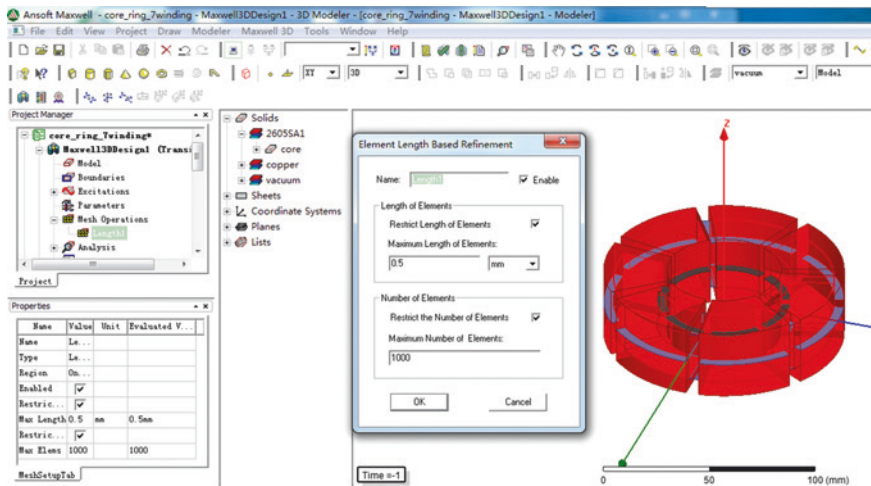 Ansoft Maxwell - core_ring_7winding - Maxwell3DDesign1 - 3D Modeler - [core_ring_7winding - Maxwell3DDesign1 - Modeler]
File Edit View Project Draw Modeler Maxwell 3D Tools Window Help
XY 3D vacuum Model
Project Manager
core_ring_7winding*
Maxwell3DDesign1 (Transi
Model
Boundaries
Excitations
Parameters
Mesh Operations
Length1
Analysis
Project
Properties
Name Value Unit Evaluated V...
Name Le...
Type Le...
Region On...
Enabled
Restric...
Max Length 0.5 mm 0.5mm
Restric...
Max Elems 1000 1000
MeshSetupTab
Solids
2605SA1
core
copper
vacuum
Sheets
Coordinate Systems
Planes
Lists
Element Length Based Refinement
Name: Length1 Enable
Length of Elements
Restrict Length of Elements
Maximum Length of Elements:
0.5 mm
Number of Elements
Restrict the Number of Elements
Maximum Number of Elements:
1000
OK Cancel
Z
Time =-1
0 50 100 (mm)